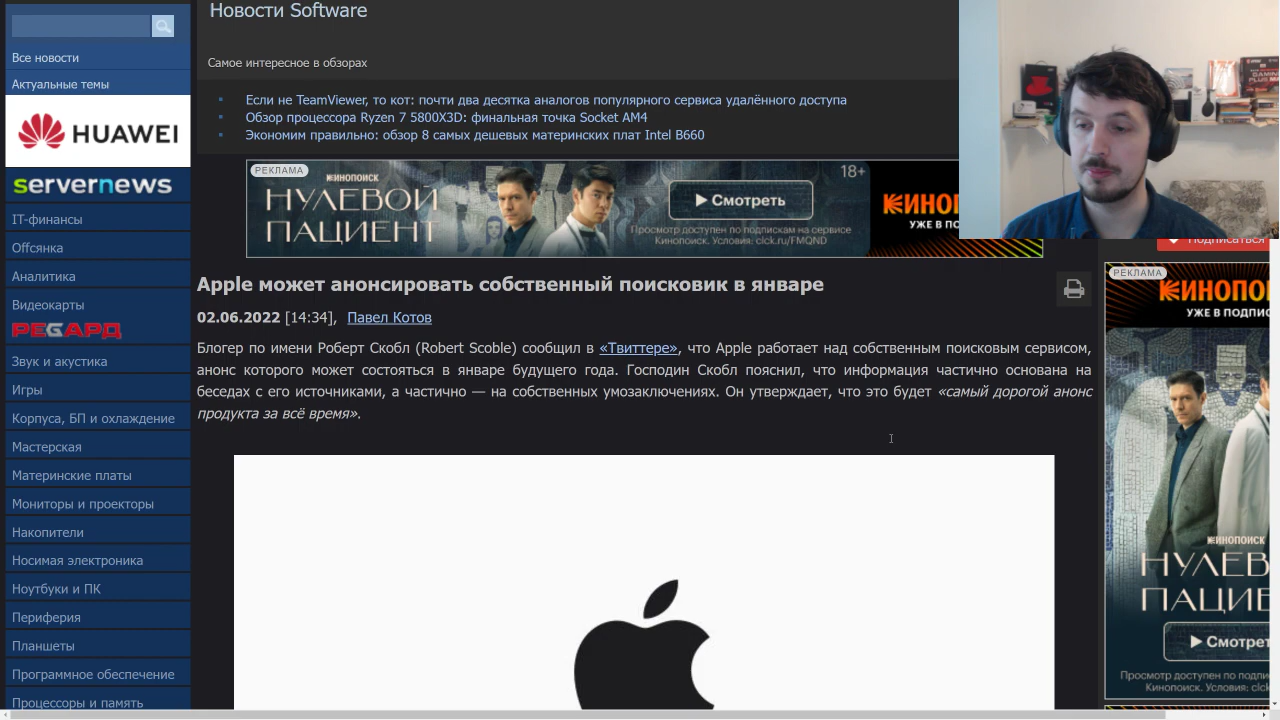 Новости Software
Все новости
Актуальные темы
HUAWEI
servernews
IT-финансы
Offсянка
Аналитика
Видеокарты
РЕГАРД
Звук и акустика
Игры
Корпуса, БП и охлаждение
Мастерская
Материнские платы
Мониторы и проекторы
Накопители
Носимая электроника
Ноутбуки и ПК
Периферия
Планшеты
Программное обеспечение
Процессоры и память
Самое интересное в обзорах
Если не TeamViewer, то кот: почти два десятка аналогов популярного сервиса удалённого доступа
Обзор процессора Ryzen 7 5800X3D: финальная точка Socket AM4
Экономим правильно: обзор 8 самых дешевых материнских плат Intel B660
РЕКЛАМА
КИНОПОИСК
НУЛЕВОЙ
ПАЦИЕНТ
Смотреть
Просмотр доступен по подпискам на сервисе
Кинопоиск. Условия: clck.ru/FMQND
18+
КИНОП
УЖЕ В ПО
Подписаться
Apple может анонсировать собственный поисковик в январе
02.06.2022 [14:34], Павел Котов
Блогер по имени Роберт Скобл (Robert Scoble) сообщил в «Твиттере», что Apple работает над собственным поисковым сервисом,
анонс которого может состояться в январе будущего года. Господин Скобл пояснил, что информация частично основана на
беседах с его источниками, а частично — на собственных умозаключениях. Он утверждает, что это будет «самый дорогой анонс
продукта за всё время».
РЕКЛАМА
КИНОПО
УЖЕ В ПОДПИС
КИНОПОИСК
НУЛЕВ
ПАЦИЕ
Смотрет
Просмотр доступен по подпи
Кинопоиск. Условия: clck